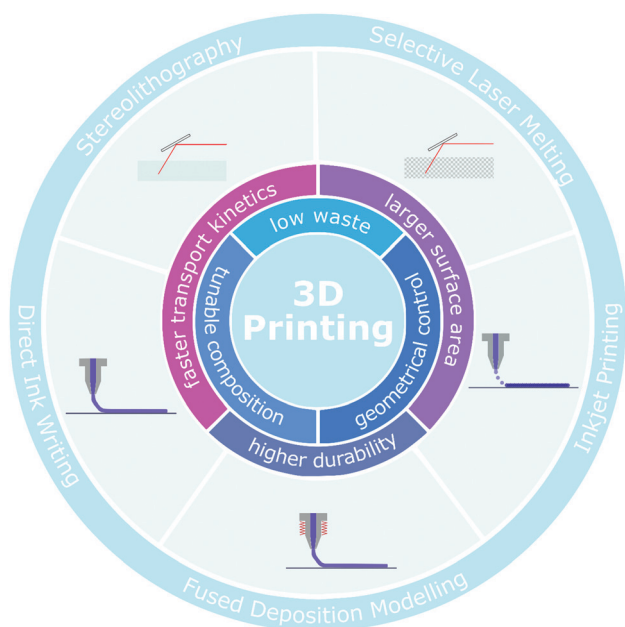 Stereolithography
Selective Laser Melting
Inkjet Printing
Fused Deposition Modelling
Direct Ink Writing
faster transport kinetics
larger surface area
higher durability
low waste
geometrical control
tunable composition
3D
Printing